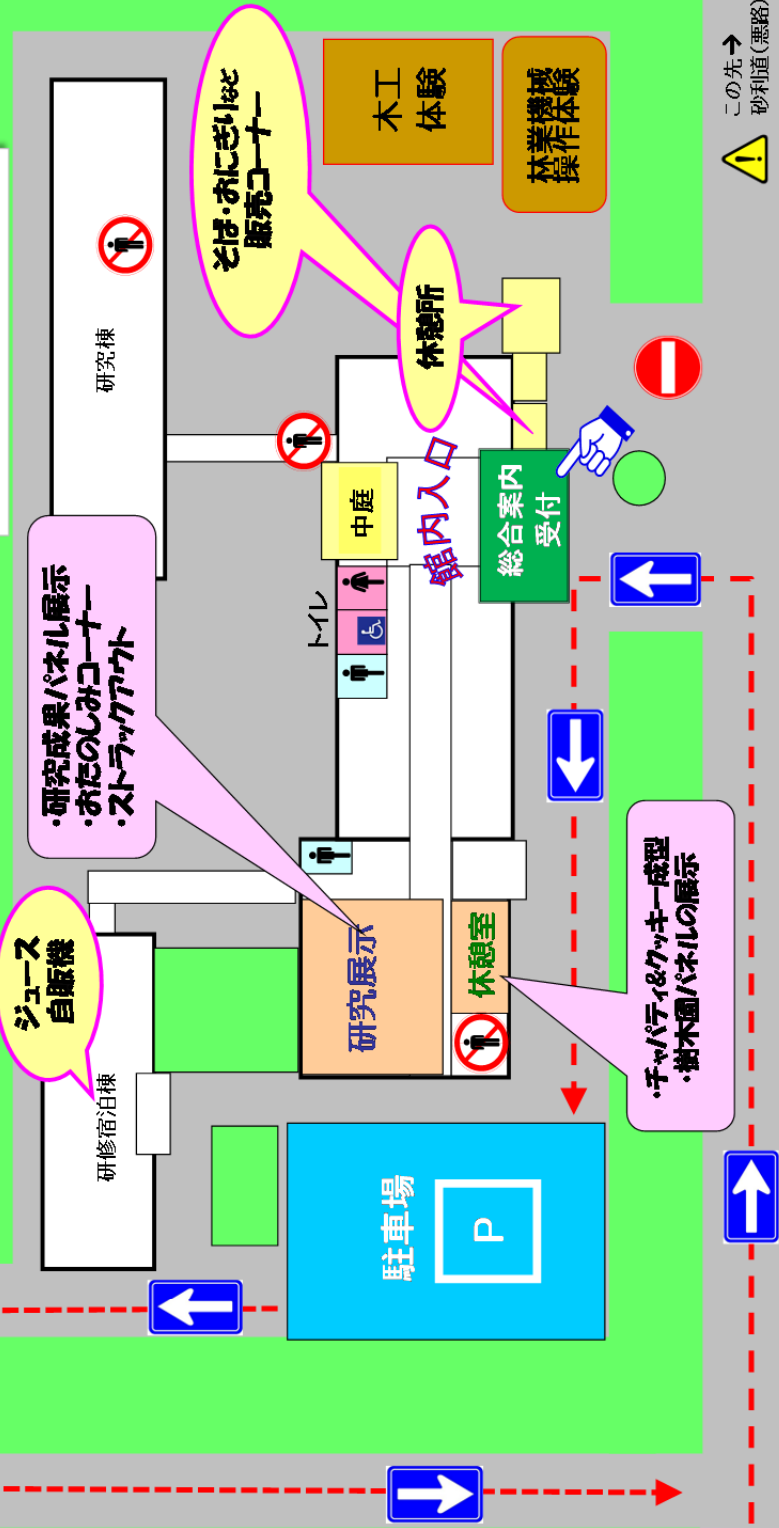 この先→
砂利道（悪路）
木工
体験
林業機械
操作体験
そば・おにぎりなど
販売コーナー
休憩所
研究棟
中庭
館内入口
総合案内
受付
トイレ
・研究成果パネル展示
・おたのしみコーナー
・ストラックアウト
ジュース
自販機
研修宿泊棟
研究展示
休憩室
・チャパティ&クッキー成型
・樹木園パネルの展示
駐車場
P